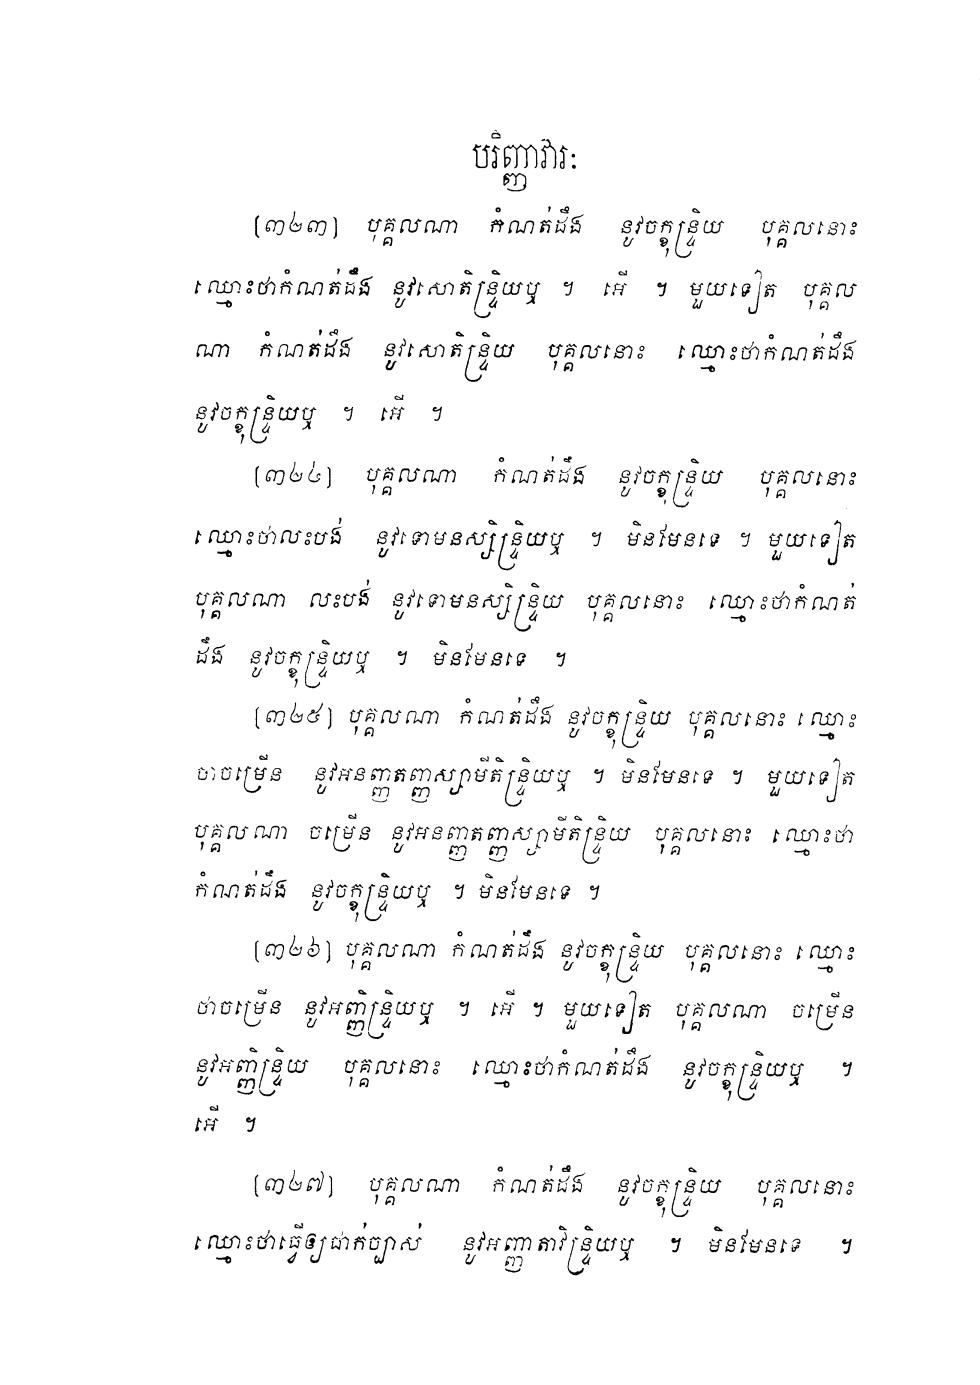 បរិញ្ញាវារៈ
(៣២៣) បុគ្គលណា កំណត់ដឹង នូវចក្ខុន្ទ្រិយ បុគ្គលនោះ
ឈ្មោះថាកំណត់ដឹង នូវសោតិន្ទ្រិយឬ ។ អើ ។ មួយទៀត បុគ្គល
ណា កំណត់ដឹង នូវសោតិន្ទ្រិយ បុគ្គលនោះ ឈ្មោះថាកំណត់ដឹង
នូវចក្ខុន្ទ្រិយឬ ។ អើ ។
(៣២៤) បុគ្គលណា កំណត់ដឹង នូវចក្ខុន្ទ្រិយ បុគ្គលនោះ
ឈ្មោះថាលះបង់ នូវទោមនស្សិន្ទ្រិយឬ ។ មិនមែនទេ ។ មួយទៀត
បុគ្គលណា លះបង់ នូវទោមនស្សិន្ទ្រិយ បុគ្គលនោះ ឈ្មោះថាកំណត់
ដឹង នូវចក្ខុន្ទ្រិយឬ ។ មិនមែនទេ ។
(៣២៥) បុគ្គលណា កំណត់ដឹង នូវចក្ខុន្ទ្រិយ បុគ្គលនោះ ឈ្មោះ
ថាចម្រើន នូវអនញ្ញតញ្ញស្សាមីតិន្ទ្រិយឬ ។ មិនមែនទេ ។ មួយទៀត
បុគ្គលណា ចម្រើន នូវអនញ្ញតញ្ញស្សាមីតិន្ទ្រិយ បុគ្គលនោះ ឈ្មោះថា
កំណត់ដឹង នូវចក្ខុន្ទ្រិយឬ ។ មិនមែនទេ ។
(៣២៦) បុគ្គលណា កំណត់ដឹង នូវចក្ខុន្ទ្រិយ បុគ្គលនោះ ឈ្មោះ
ថាចម្រើន នូវអញ្ញិន្ទ្រិយឬ ។ អើ ។ មួយទៀត បុគ្គលណា ចម្រើន
នូវអញ្ញិន្ទ្រិយ បុគ្គលនោះ ឈ្មោះថាកំណត់ដឹង នូវចក្ខុន្ទ្រិយឬ ។
អើ ។
(៣២៧) បុគ្គលណា កំណត់ដឹង នូវចក្ខុន្ទ្រិយ បុគ្គលនោះ
ឈ្មោះថាធ្វើឲ្យជាក់ច្បាស់ នូវអញ្ញាតាវិន្ទ្រិយឬ ។ មិនមែនទេ ។